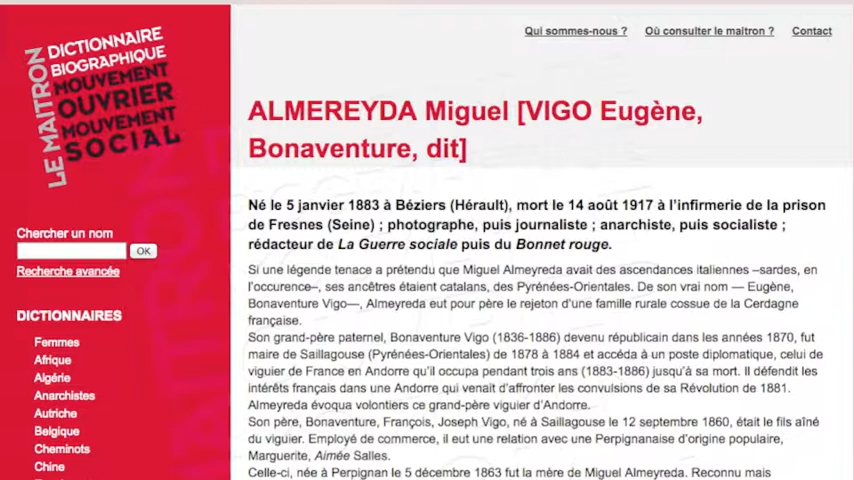 Qui sommes-nous ? Où consulter le maitron ? Contact
LE MAITRON
DICTIONNAIRE
BIOGRAPHIQUE
MOUVEMENT
OUVRIER
MOUVEMENT
SOCIAL
Chercher un nom
OK
Recherche avancée
DICTIONNAIRES
Femmes
Afrique
Algérie
Anarchistes
Autriche
Belgique
Cheminots
Chine
ALMEREYDA Miguel [VIGO Eugène,
Bonaventure, dit]
Né le 5 janvier 1883 à Béziers (Hérault), mort le 14 août 1917 à l’infirmerie de la prison
de Fresnes (Seine) ; photographe, puis journaliste ; anarchiste, puis socialiste ;
rédacteur de La Guerre sociale puis du Bonnet rouge.
Si une légende tenace a prétendu que Miguel Almeyreda avait des ascendances italiennes –sardes, en
l’occurence–, ses ancêtres étaient catalans, des Pyrénées-Orientales. De son vrai nom — Eugène,
Bonaventure Vigo—, Almeyreda eut pour père le rejeton d’une famille rurale cossue de la Cerdagne
française.
Son grand-père paternel, Bonaventure Vigo (1836-1886) devenu républicain dans les années 1870, fut
maire de Saillagouse (Pyrénées-Orientales) de 1878 à 1884 et accéda à un poste diplomatique, celui de
viguier de France en Andorre qu’il occupa pendant trois ans (1883-1886) jusqu’à sa mort. Il défendit les
intérêts français dans une Andorre qui venait d’affronter les convulsions de sa Révolution de 1881.
Almeyreda évoqua volontiers ce grand-père viguier d’Andorre.
Son père, Bonaventure, François, Joseph Vigo, né à Saillagouse le 12 septembre 1860, était le fils aîné
du viguier. Employé de commerce, il eut une relation avec une Perpignanaise d’origine populaire,
Marguerite, Aimée Salles.
Celle-ci, née à Perpignan le 5 décembre 1863 fut la mère de Miguel Almeyreda. Reconnu mais